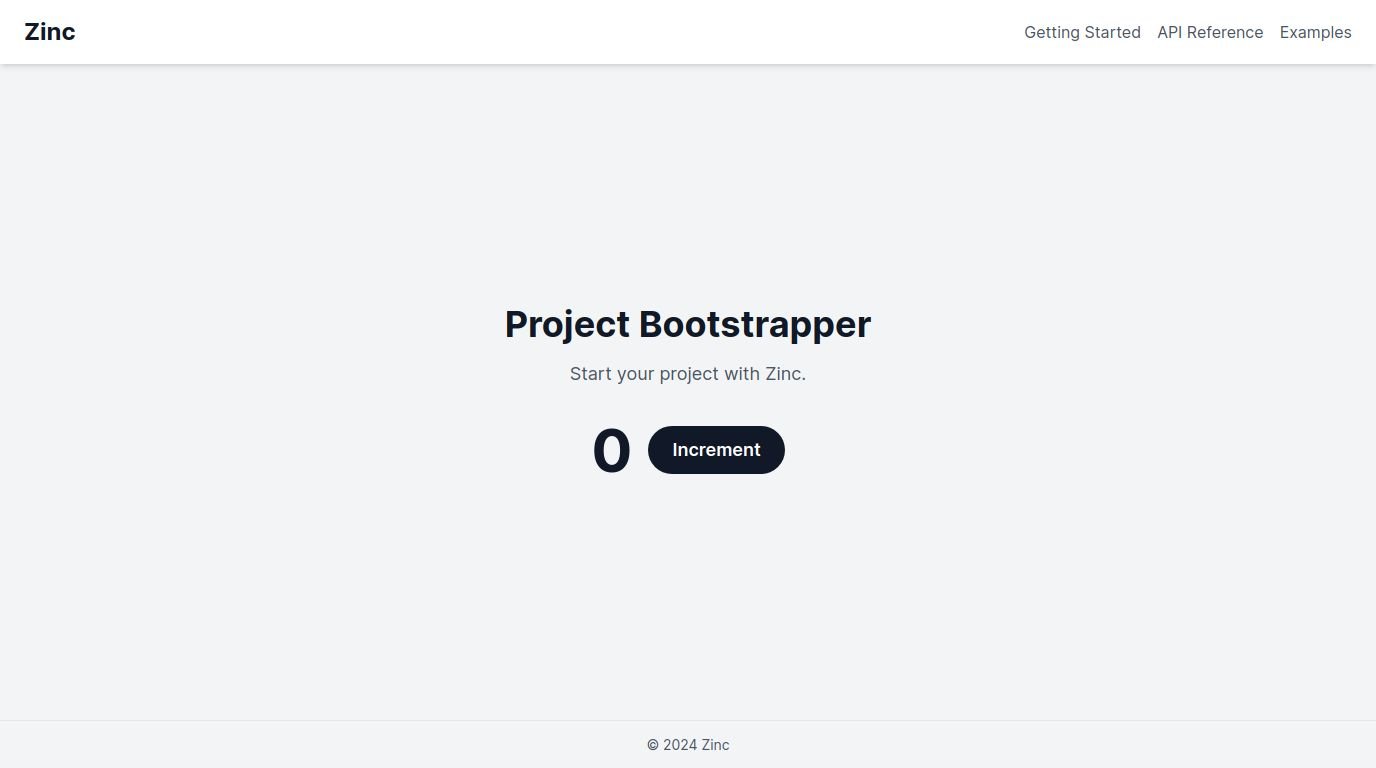 Zinc
Getting Started API Reference Examples
Project Bootstrapper
Start your project with Zinc.
0 Increment
© 2024 Zinc